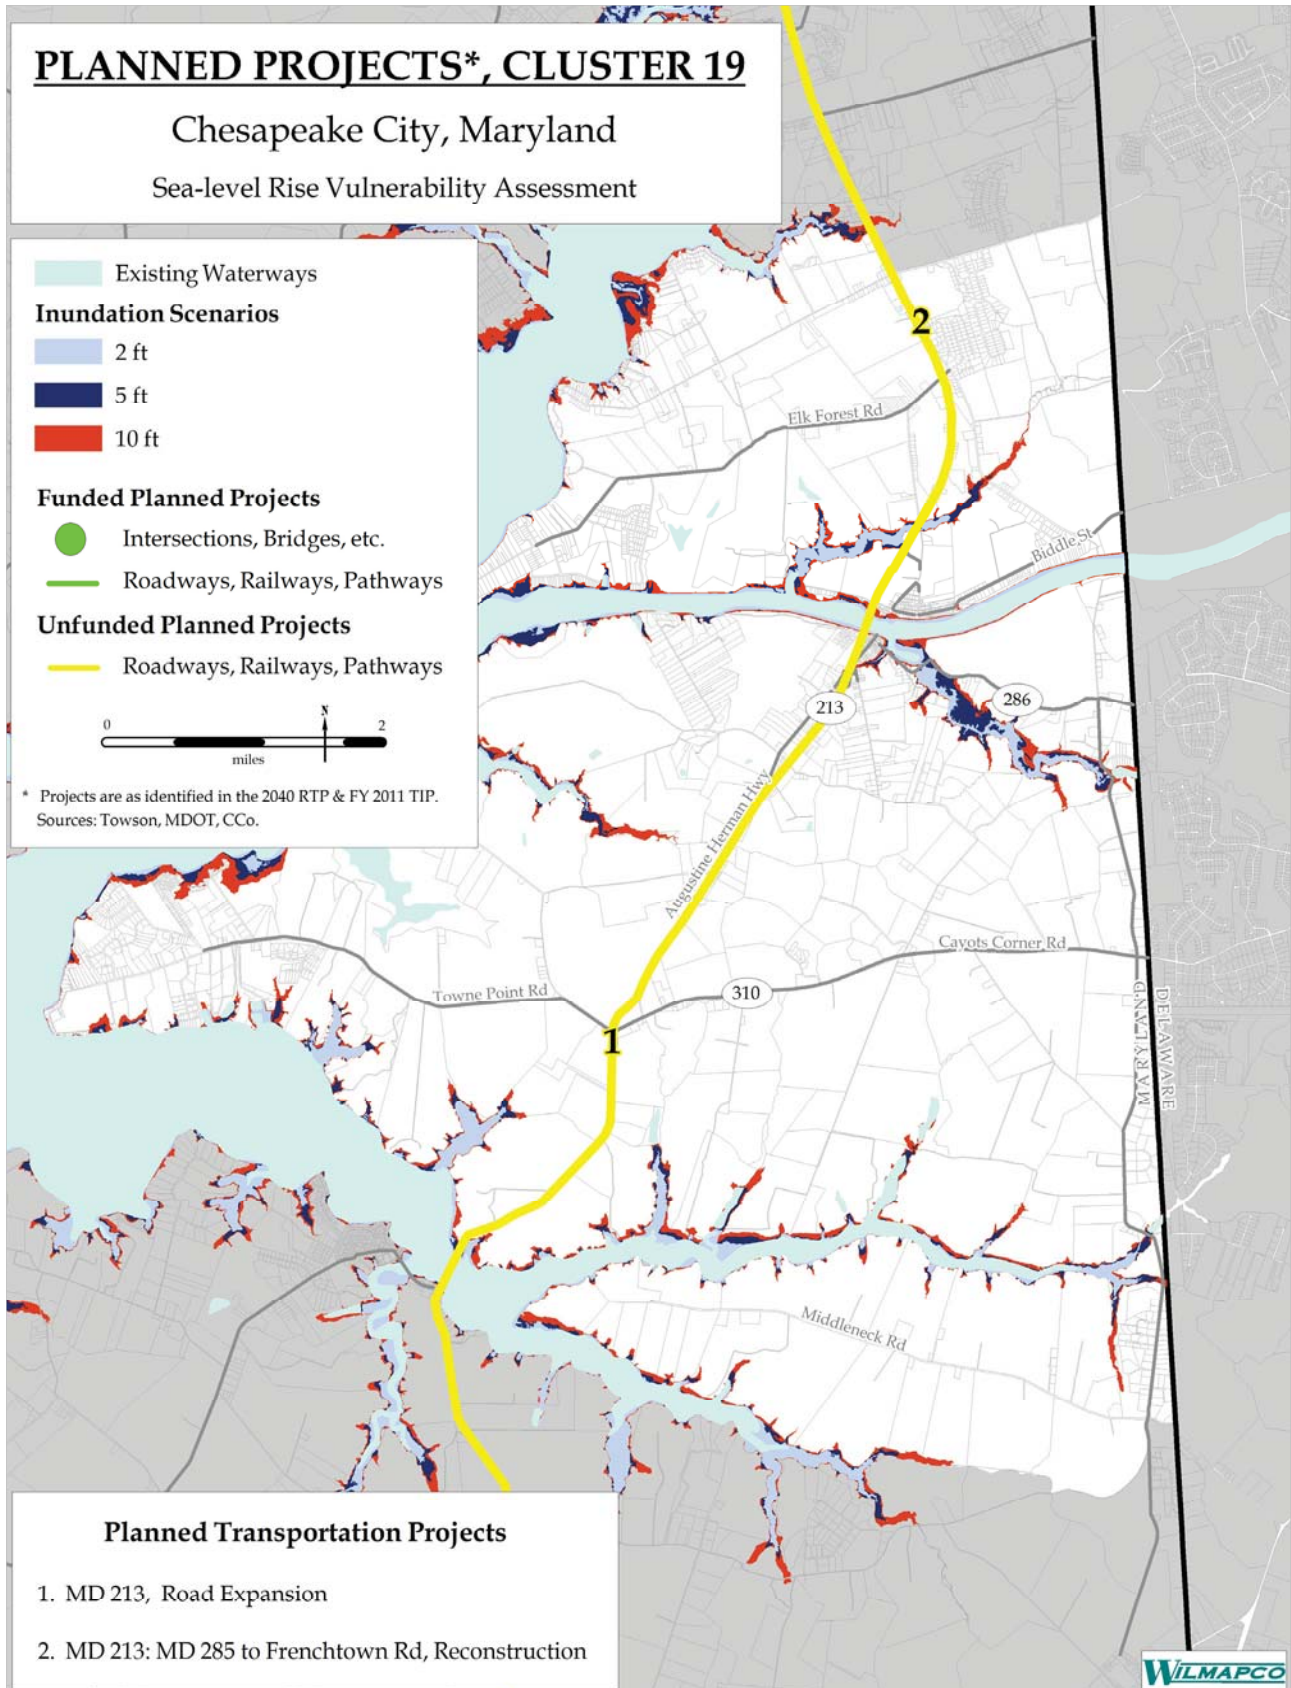 PLANNED PROJECTS*, CLUSTER 19
Chesapeake City, Maryland
Sea-level Rise Vulnerability Assessment
Existing Waterways
Inundation Scenarios
2 ft
5 ft
10 ft
Funded Planned Projects
Intersections, Bridges, etc.
Roadways, Railways, Pathways
Unfunded Planned Projects
Roadways, Railways, Pathways
0
N
2
miles
* Projects are as identified in the 2040 RTP & FY 2011 TIP.
Sources: Towson, MDOT, CCo.
2
Elk Forest Rd
Biddle St
286
213
Augustine Herman Hwy
Cayots Corner Rd
Towne Point Rd
310
1
MARYLAND
DELAWARE
Middleneck Rd
Planned Transportation Projects
1. MD 213, Road Expansion
2. MD 213: MD 285 to Frenchtown Rd, Reconstruction
WILMAPCO